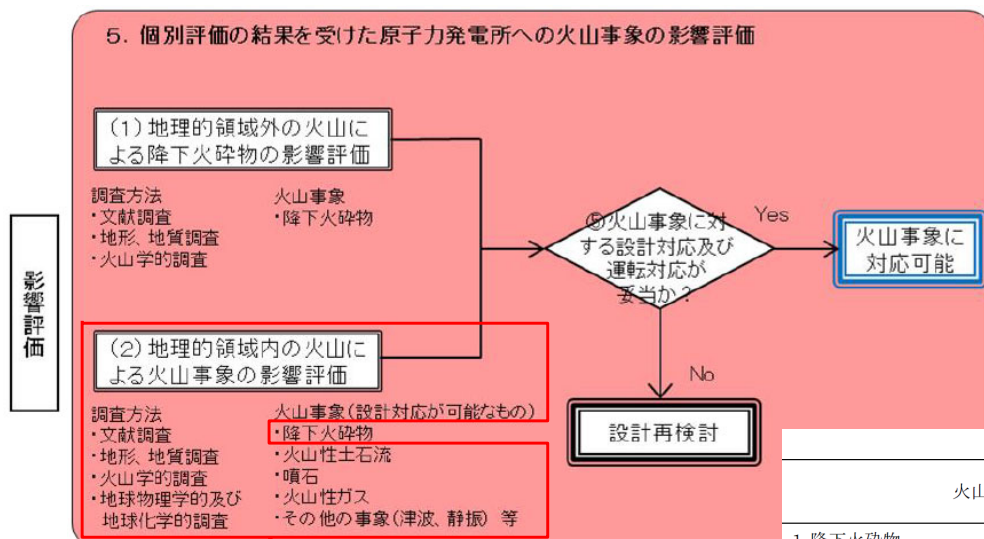 5. 個別評価の結果を受けた原子力発電所への火山事象の影響評価
影響評価
(1)地理的領域外の火山に
よる降下火砕物の影響評価
調査方法
・文献調査
・地形、地質調査
・火山学的調査
火山事象
・降下火砕物
(2)地理的領域内の火山に
よる火山事象の影響評価
調査方法
・文献調査
・地形、地質調査
・火山学的調査
・地球物理学的及び
地球化学的調査
火山事象(設計対応が可能なもの)
・降下火砕物
・火山性土石流
・噴石
・火山性ガス
・その他の事象(津波、静振) 等
⑤火山事象に対
する設計対応及び
運転対応が
妥当か?
Yes
火山事象に
対応可能
No
設計再検討
火山
1.降下火砕物